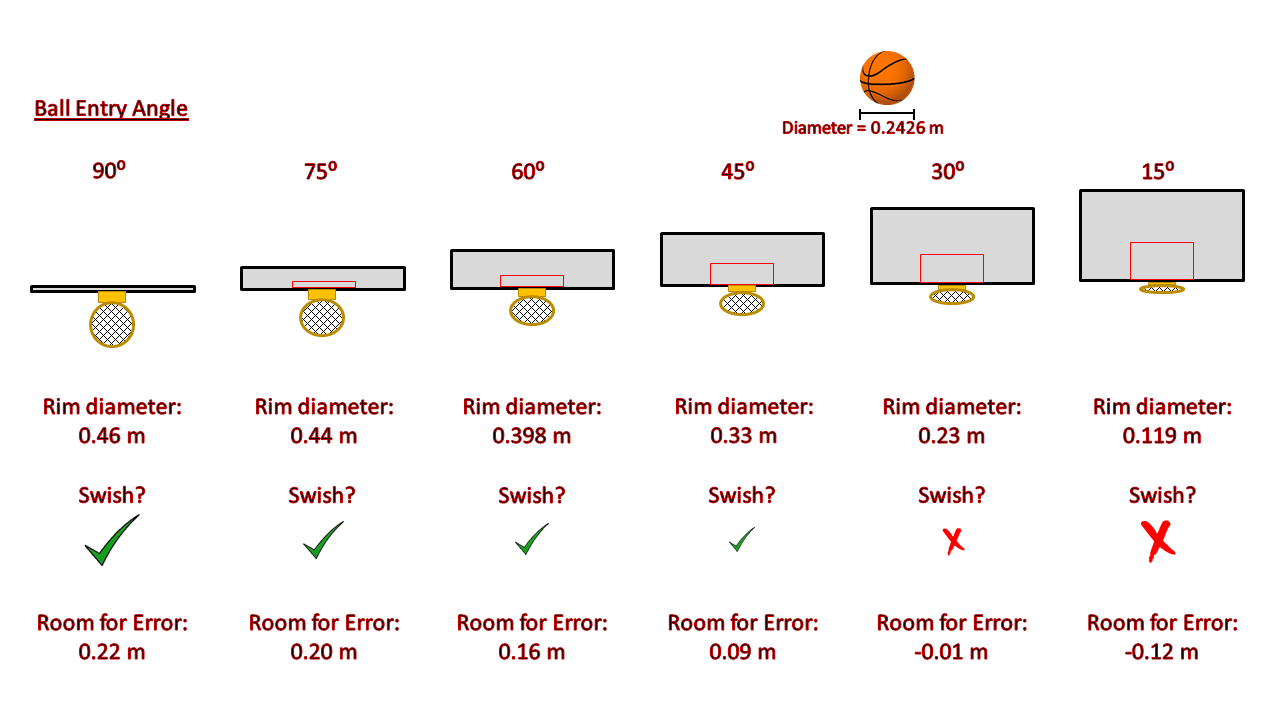 Ball Entry Angle
Diameter = 0.2426 m
90⁰ 75⁰ 60⁰ 45⁰ 30⁰ 15⁰
Rim diameter: Rim diameter: Rim diameter: Rim diameter: Rim diameter: Rim diameter:
0.46 m 0.44 m 0.398 m 0.33 m 0.23 m 0.119 m
Swish? Swish? Swish? Swish? Swish? Swish?
Room for Error: Room for Error: Room for Error: Room for Error: Room for Error: Room for Error:
0.22 m 0.20 m 0.16 m 0.09 m -0.01 m -0.12 m